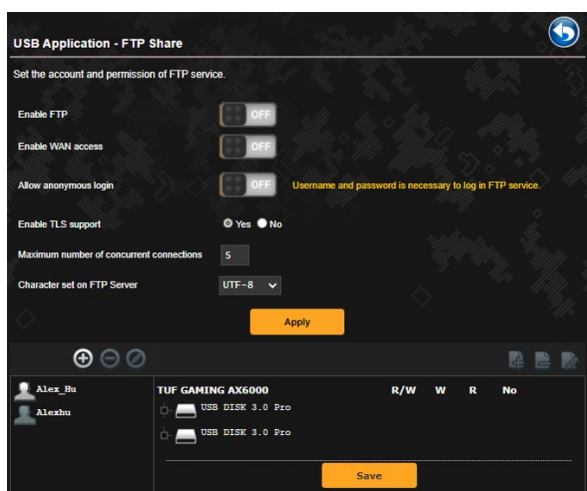 USB Application - FTP Share
Set the account and permission of FTP service.
Enable FTP OFF
Enable WAN access OFF
Allow anonymous login OFF Username and password is necessary to log in FTP service.
Enable TLS support Yes No
Maximum number of concurrent connections 5
Character set on FTP Server UTF-8
Apply
Alex_Hu
Alexhu
TUF GAMING AX6000 R/W W R No
USB DISK 3.0 Pro
USB DISK 3.0 Pro
Save